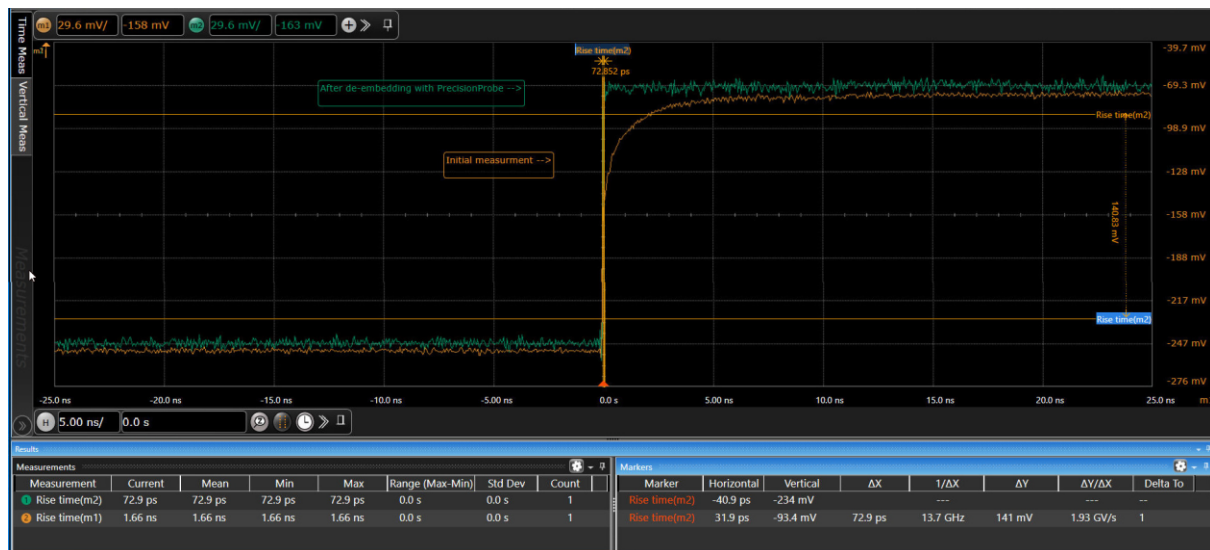 m1 29.6 mV/ -158 mV m2 29.6 mV/ -163 mV
Time Meas
Vertical Meas
Measurements
m1
Rise time(m2)
72.852 ps
After de-embedding with PrecisionProbe -->
Initial measurment -->
Rise time(m2)
140.83 mV
Rise time(m2)
-39.7 mV
-69.3 mV
-98.9 mV
-128 mV
-158 mV
-188 mV
-217 mV
-247 mV
-276 mV
-25.0 ns -20.0 ns -15.0 ns -10.0 ns -5.00 ns 0.0 s 5.00 ns 10.0 ns 15.0 ns 20.0 ns 25.0 ns
H 5.00 ns/ 0.0 s
Results
Measurements
Measurement Current Mean Min Max Range (Max-Min) Std Dev Count
1 Rise time(m2) 72.9 ps 72.9 ps 72.9 ps 72.9 ps 0.0 s 0.0 s 1
2 Rise time(m1) 1.66 ns 1.66 ns 1.66 ns 1.66 ns 0.0 s 0.0 s 1
Markers
Marker Horizontal Vertical ΔX 1/ΔX ΔY ΔY/ΔX Delta To
Rise time(m2) -40.9 ps -234 mV --- --- --
Rise time(m2) 31.9 ps -93.4 mV 72.9 ps 13.7 GHz 141 mV 1.93 GV/s 1